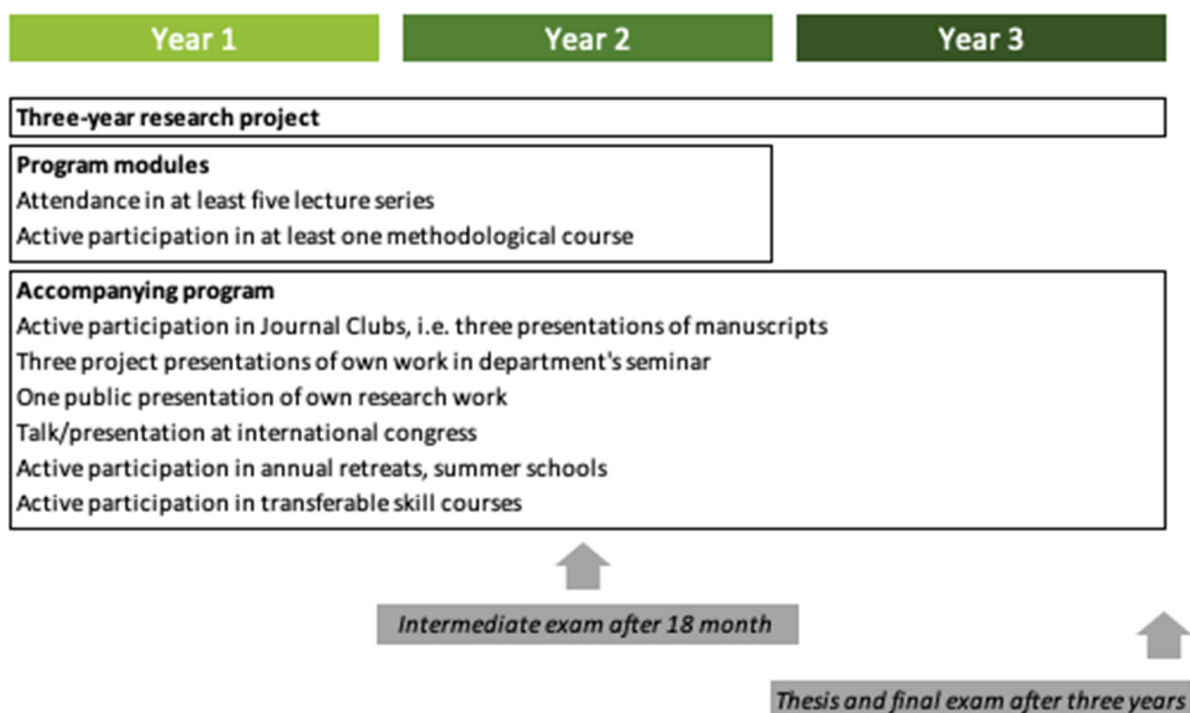 Year 1
Year 2
Year 3
Three-year research project
Program modules
Attendance in at least five lecture series
Active participation in at least one methodological course
Accompanying program
Active participation in Journal Clubs, i.e. three presentations of manuscripts
Three project presentations of own work in department's seminar
One public presentation of own research work
Talk/presentation at international congress
Active participation in annual retreats, summer schools
Active participation in transferable skill courses
Intermediate exam after 18 month
Thesis and final exam after three years